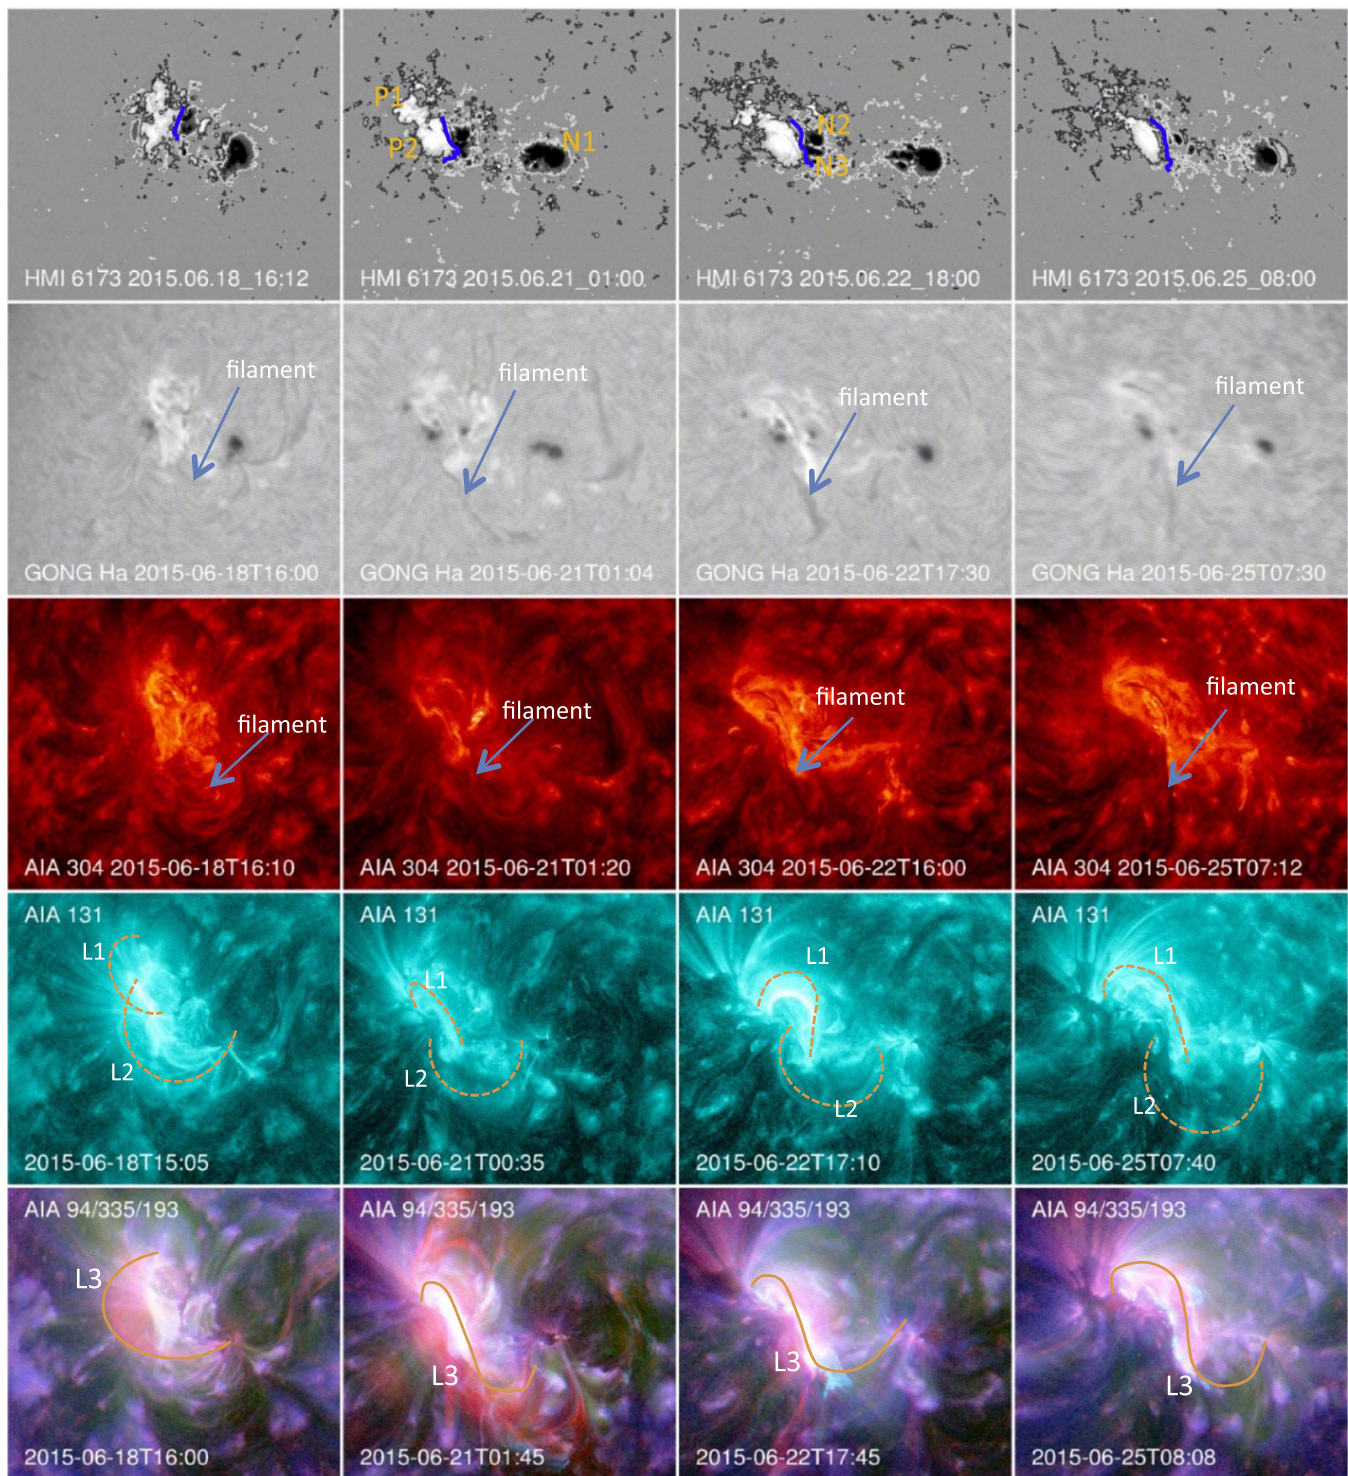 P1
P2
N1
N2
N3
HMI 6173 2015.06.18_16:12
HMI 6173 2015.06.21_01:00
HMI 6173 2015.06.22_18:00
HMI 6173 2015.06.25_08:00
filament
filament
filament
filament
GONG Ha 2015-06-18T16:00
GONG Ha 2015-06-21T01:04
GONG Ha 2015-06-22T17:30
GONG Ha 2015-06-25T07:30
filament
filament
filament
filament
AIA 304 2015-06-18T16:10
AIA 304 2015-06-21T01:20
AIA 304 2015-06-22T16:00
AIA 304 2015-06-25T07:12
AIA 131
AIA 131
AIA 131
AIA 131
L1
L1
L1
L1
L2
L2
L2
L2
2015-06-18T15:05
2015-06-21T00:35
2015-06-22T17:10
2015-06-25T07:40
AIA 94/335/193
AIA 94/335/193
AIA 94/335/193
AIA 94/335/193
L3
L3
L3
L3
2015-06-18T16:00
2015-06-21T01:45
2015-06-22T17:45
2015-06-25T08:08